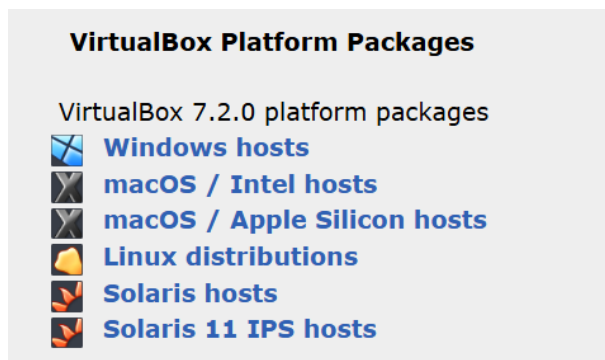 VirtualBox Platform Packages
VirtualBox 7.2.0 platform packages
Windows hosts
macOS / Intel hosts
macOS / Apple Silicon hosts
Linux distributions
Solaris hosts
Solaris 11 IPS hosts